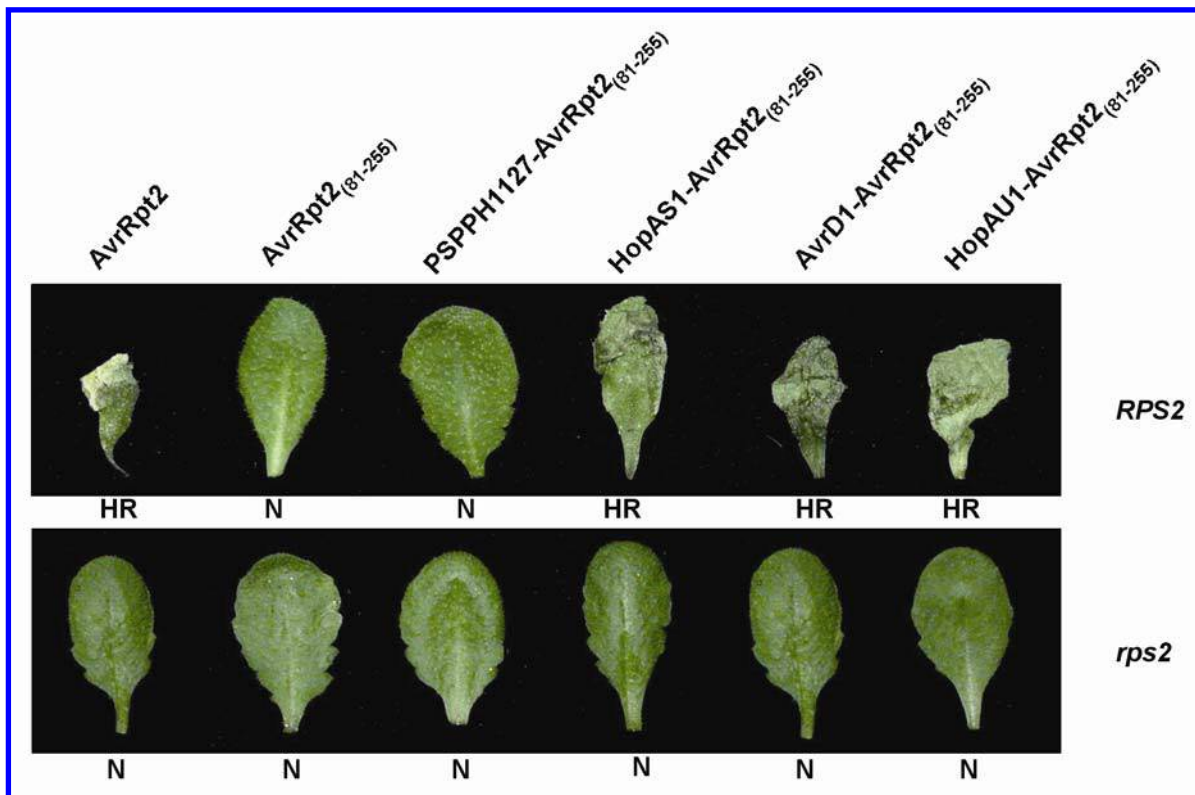 AvrRpt2
AvrRpt2(81-255)
PSPPH1127-AvrRpt2(81-255)
HopAS1-AvrRpt2(81-255)
AvrD1-AvrRpt2(81-255)
HopAU1-AvrRpt2(81-255)
RPS2
HR N N HR HR HR
rps2
N N N N N N